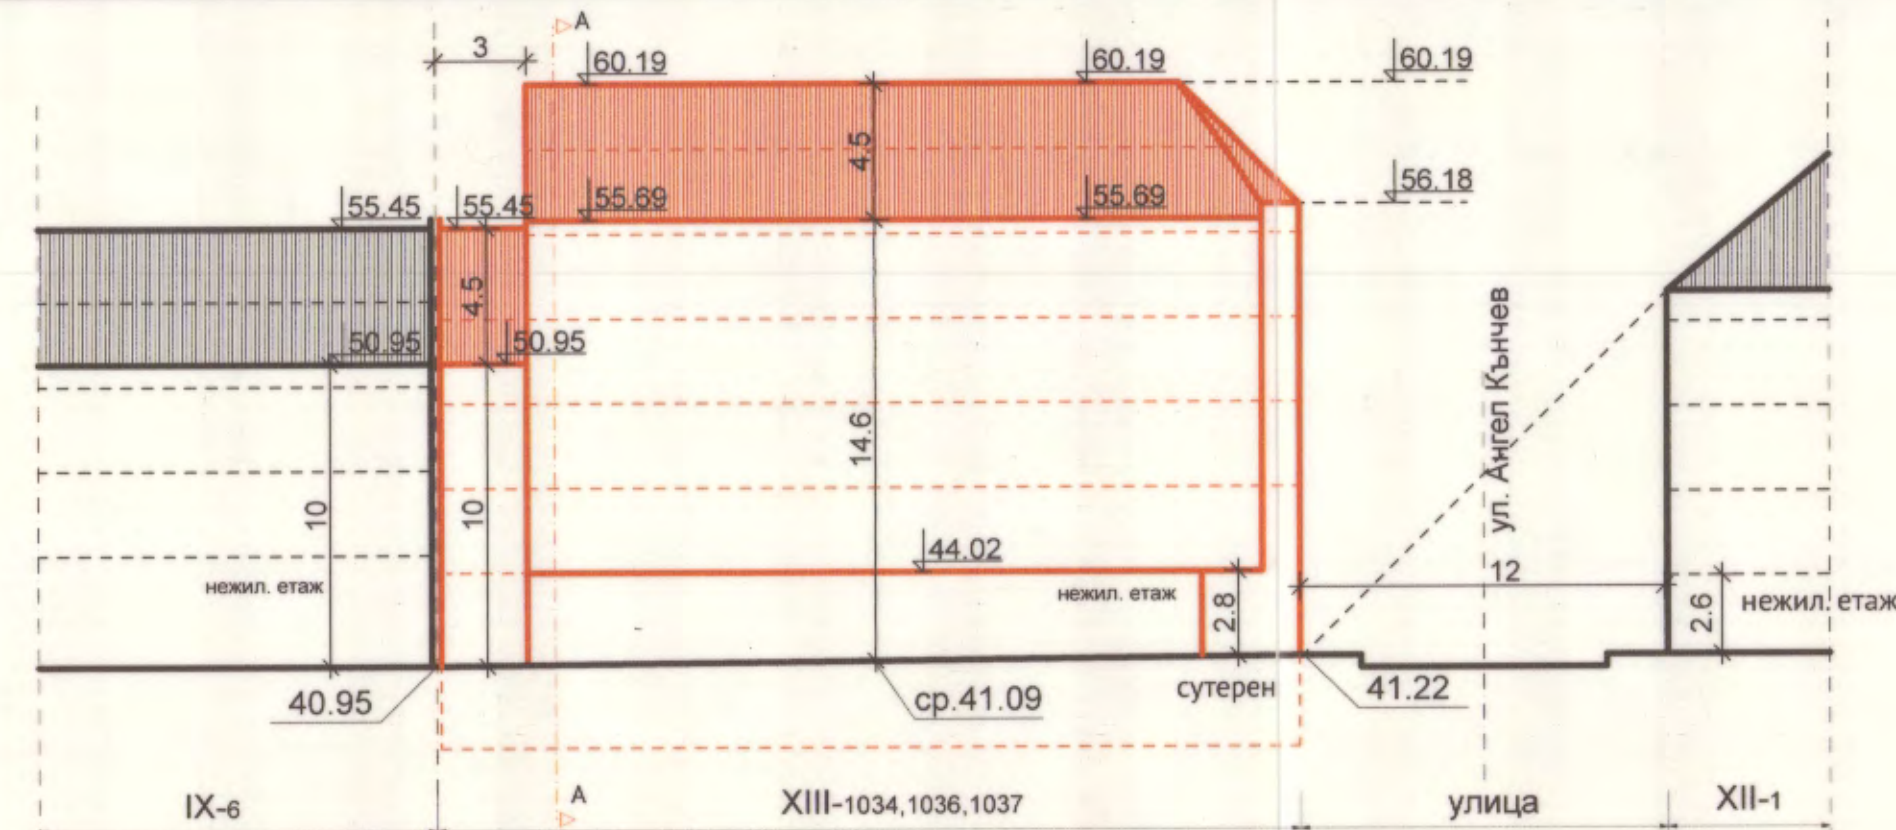 A
3
60.19
60.19
60.19
4.5
56.18
55.45
55.45
55.69
55.69
4.5
50.95
50.95
ул. Ангел Кънчев
14.6
10
10
44.02
12
нежил. етаж
нежил. етаж
2.8
2.6
нежил. етаж
40.95
ср.41.09
сутерен
41.22
IX-6
A
XIII-1034,1036,1037
улица
XII-1